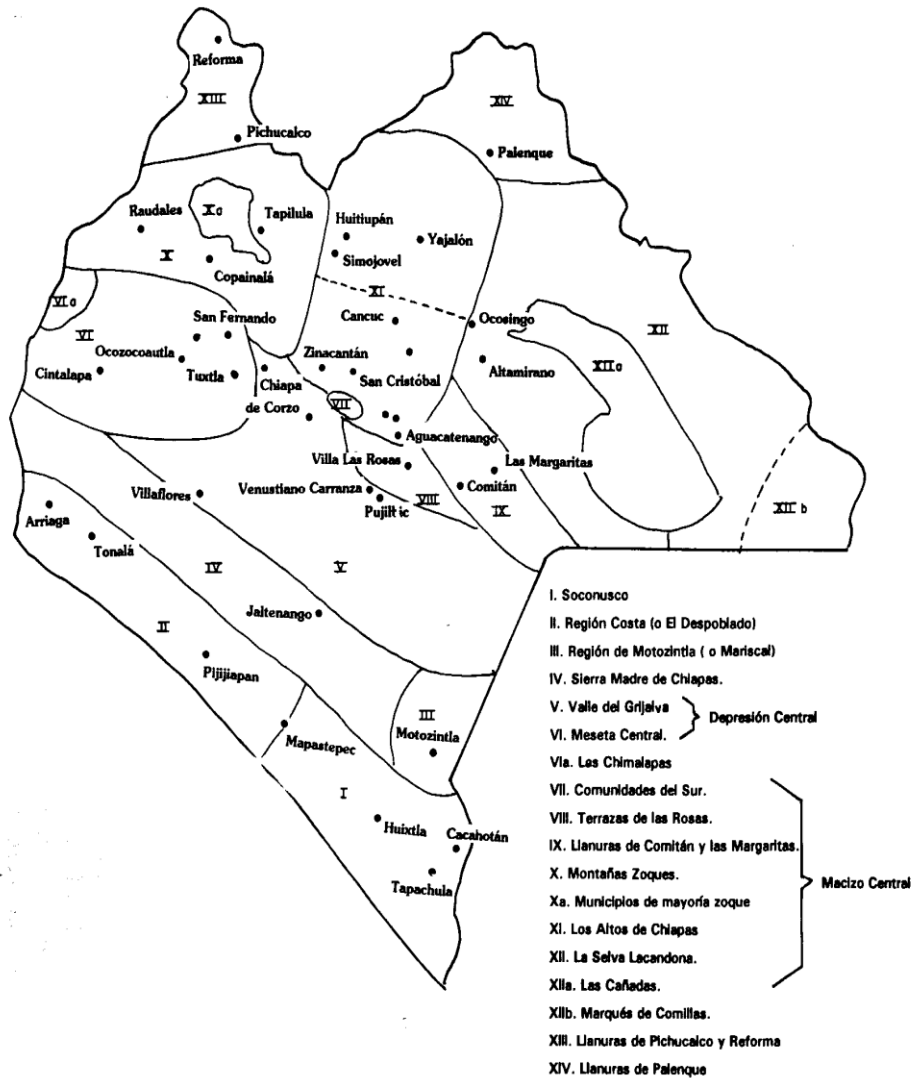 Reforma
XIII
XIV
Pichucalco
Palenque
Raudales
Xa
Tapilula
Huitiupán
Yajalón
Simojovel
X
Copainalá
XI
VIa
San Fernando
Cancuc
Ocosingo
XII
VI
Ocozocoautla
Zinacantán
Altamirano
XIIa
Cintalapa
Tuxtla
Chiapa
de Corzo
San Cristóbal
VII
Aguacatenango
Villa Las Rosas
Las Margaritas
Villaflores
Venustiano Carranza
VIII
Comitán
Pujiltic
IX
XII b
Arriaga
Tonalá
IV
V
Jaltenango
II
Pijijiapan
III
Motozintla
Mapastepec
I
Huixtla
Cacahotán
Tapachula
I. Soconusco
II. Región Costa (o El Despoblado)
III. Región de Motozintla ( o Mariscal)
IV. Sierra Madre de Chiapas.
V. Valle del Grijalva
VI. Meseta Central.
Depresión Central
VIa. Los Chimalapas
VII. Comunidades del Sur.
VIII. Terrazas de las Rosas.
IX. Llanuras de Comitán y las Margaritas.
X. Montañas Zoques.
Xa. Municipios de mayoría zoque
XI. Los Altos de Chiapas
XII. La Selva Lacandona.
XIIa. Las Cañadas.
Macizo Central
XIIb. Marqués de Comillas.
XIII. Llanuras de Pichucalco y Reforma
XIV. Llanuras de Palenque